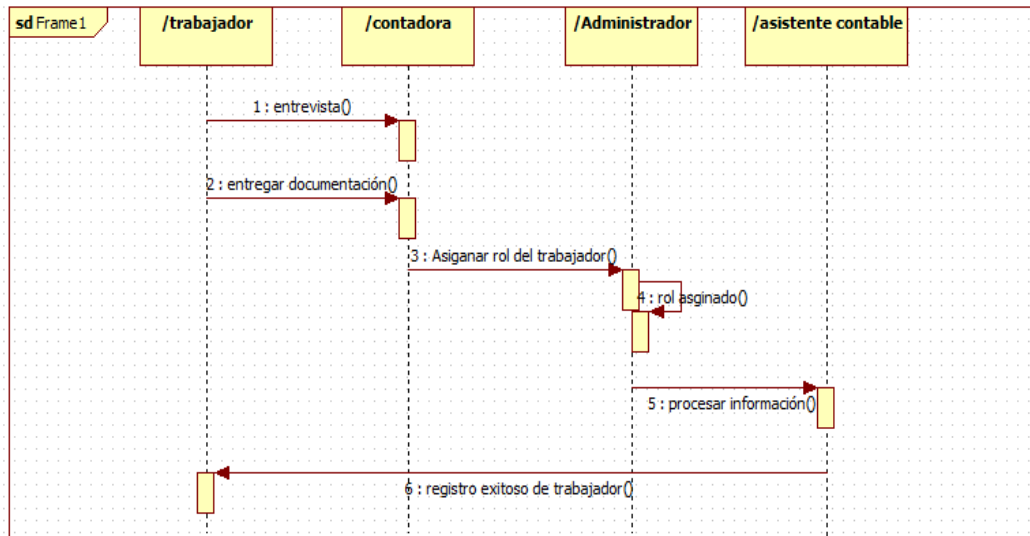 sd Frame1
/trabajador
/contadora
/Administrador
/asistente contable
1 : entrevista()
2 : entregar documentación()
3 : Asiganar rol del trabajador()
4 : rol asginado()
5 : procesar información()
6 : registro exitoso de trabajador()